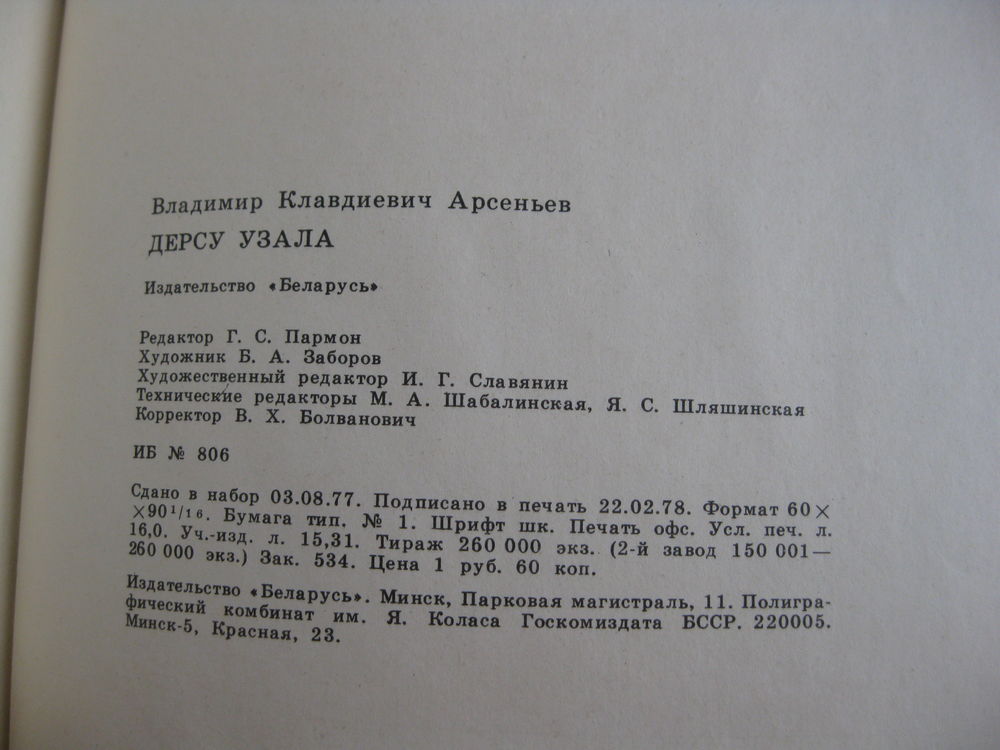 Владимир Клавдиевич Арсеньев
ДЕРСУ УЗАЛА
Издательство «Беларусь»
Редактор Г. С. Пармон
Художник Б. А. Заборов
Художественный редактор И. Г. Славянин
Технические редакторы М. А. Шабалинская, Я. С. Шляшинская
Корректор В. Х. Болванович
ИБ № 806
Сдано в набор 03.08.77. Подписано в печать 22.02.78. Формат 60×
×90 1/16. Бумага тип. № 1. Шрифт шк. Печать офс. Усл. печ. л.
16,0. Уч.-изд. л. 15,31. Тираж 260 000 экз. (2-й завод 150 001—
260 000 экз.) Зак. 534. Цена 1 руб. 60 коп.
Издательство «Беларусь». Минск, Парковая магистраль, 11. Полигра-
фический комбинат им. Я. Коласа Госкомиздата БССР. 220005.
Минск-5, Красная, 23.